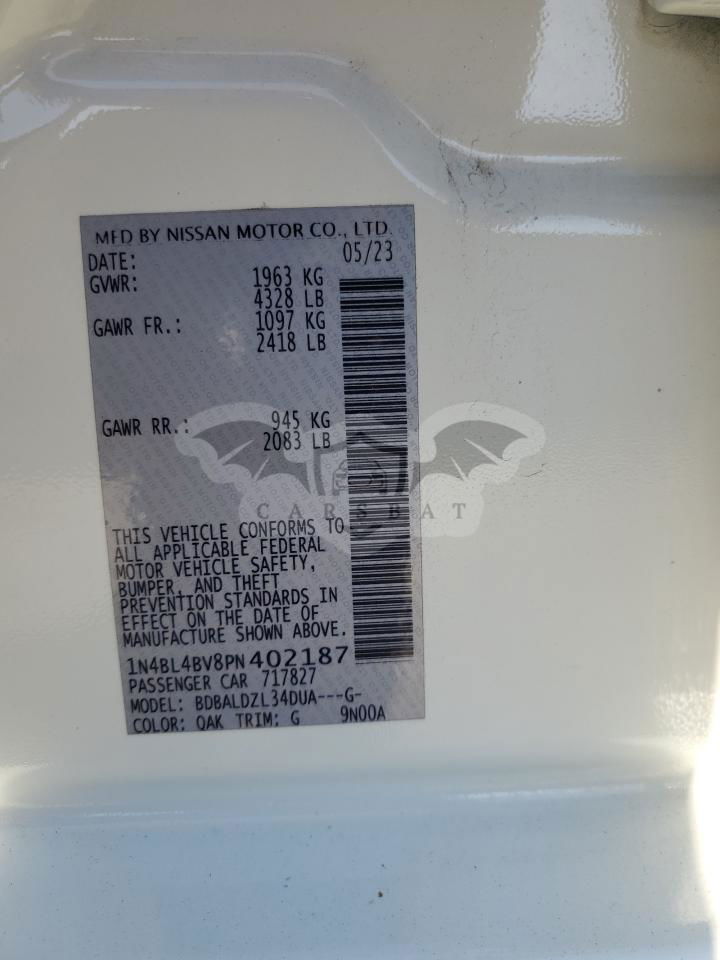 MFD BY NISSAN MOTOR CO., LTD.
DATE: 05/23
GVWR: 1963 KG
4328 LB
GAWR FR.: 1097 KG
2418 LB
GAWR RR.: 945 KG
2083 LB
CARSBAT
THIS VEHICLE CONFORMS TO
ALL APPLICABLE FEDERAL
MOTOR VEHICLE SAFETY,
BUMPER, AND THEFT
PREVENTION STANDARDS IN
EFFECT ON THE DATE OF
MANUFACTURE SHOWN ABOVE.
1N4BL4BV8PN402187
PASSENGER CAR 717827
MODEL: BDBALDZL34DUA---G-
COLOR: QAK TRIM: G 9N00A